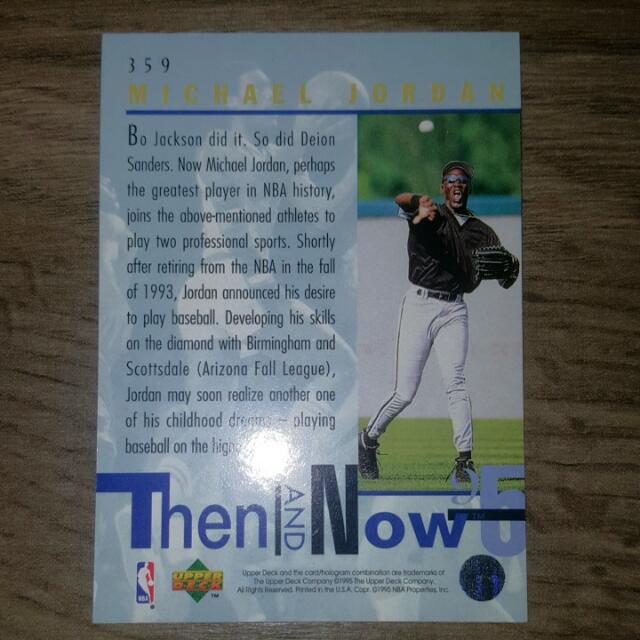 359
MICHAEL JORDAN
Bo Jackson did it. So did Deion
Sanders. Now Michael Jordan, perhaps
the greatest player in NBA history,
joins the above-mentioned athletes to
play two professional sports. Shortly
after retiring from the NBA in the fall
of 1993, Jordan announced his desire
to play baseball. Developing his skills
on the diamond with Birmingham and
Scottsdale (Arizona Fall League),
Jordan may soon realize another one
of his childhood dreams – playing
baseball on the
Then AND Now '95 ™
NBA
UPPER DECK ™
Upper Deck and the card/hologram combination are trademarks of
The Upper Deck Company ©1995 The Upper Deck Company.
All Rights Reserved. Printed in the U.S.A. Copr. ©1995 NBA Properties, Inc.